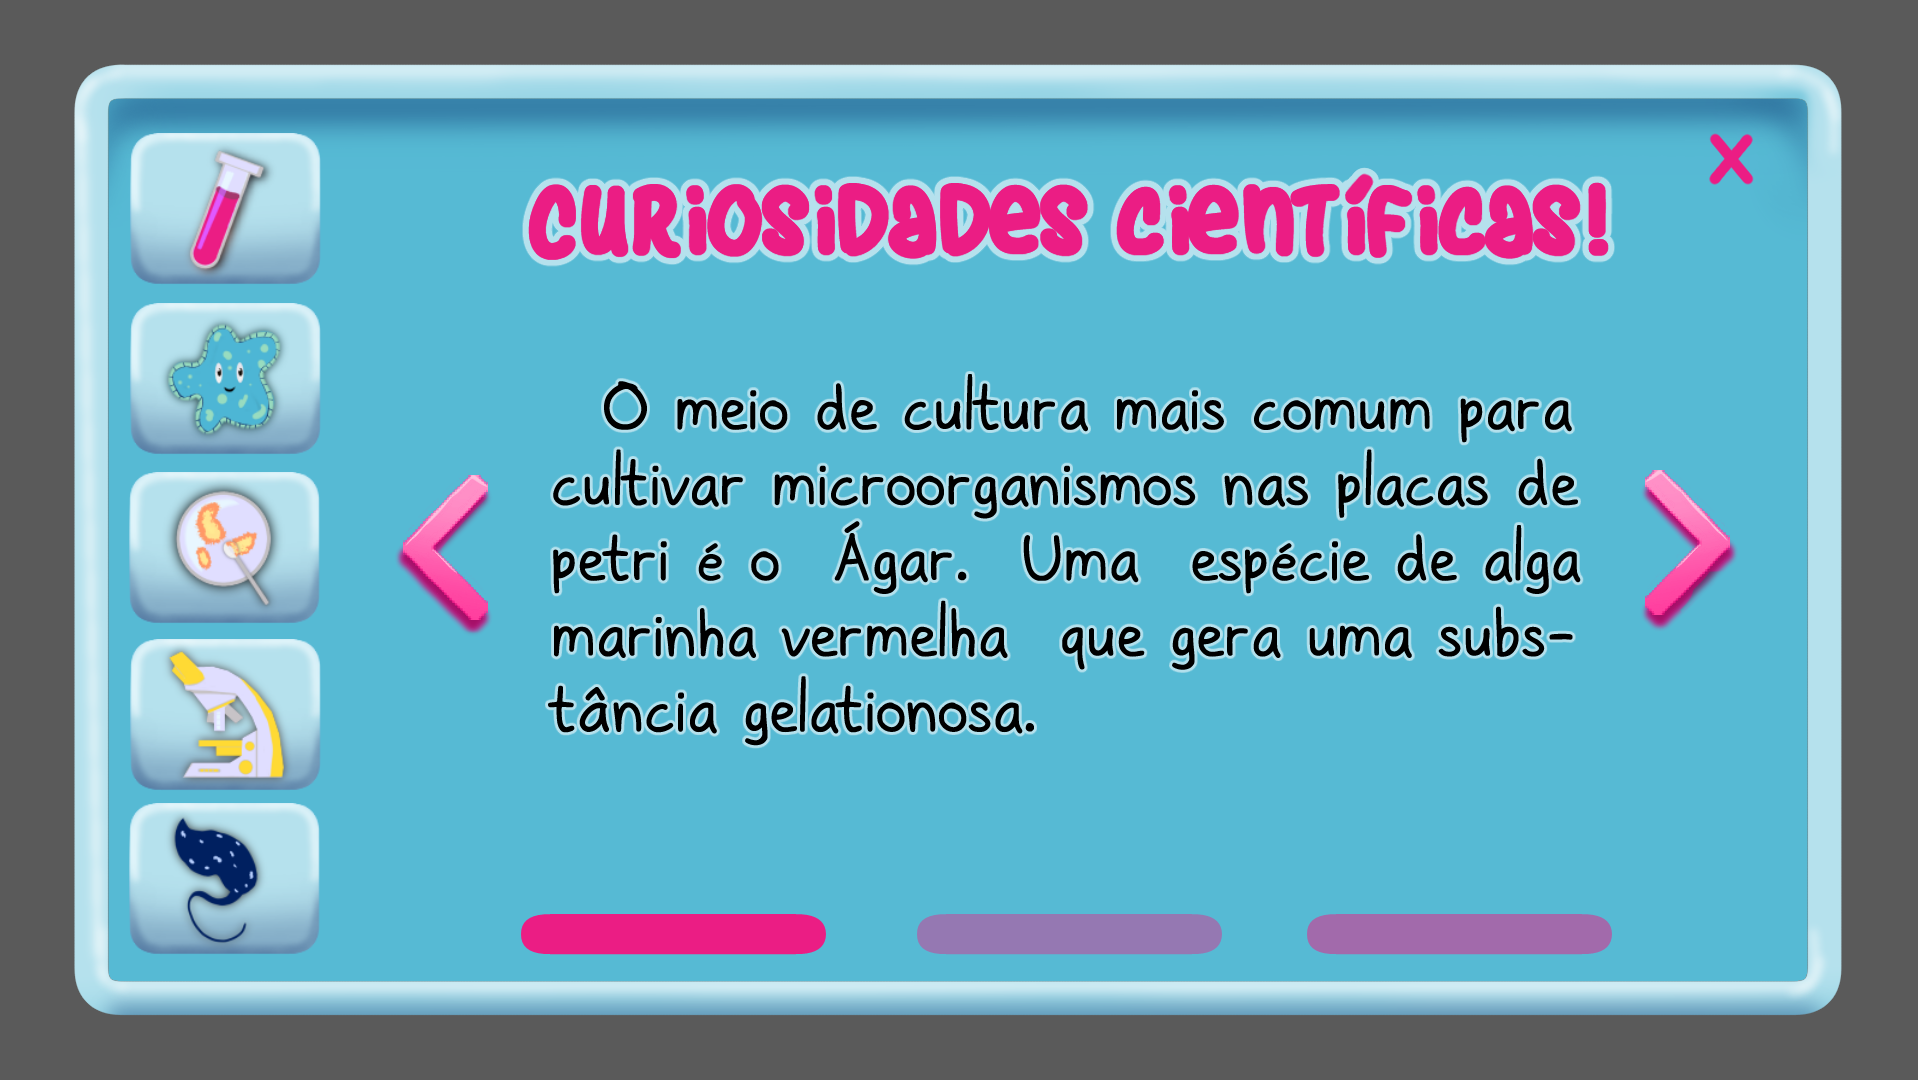 X
CURIOSIDADES CIENTÍFICAS!
O meio de cultura mais comum para
cultivar microorganismos nas placas de
petri é o Ágar. Uma espécie de alga
marinha vermelha que gera uma subs-
tância gelationosa.